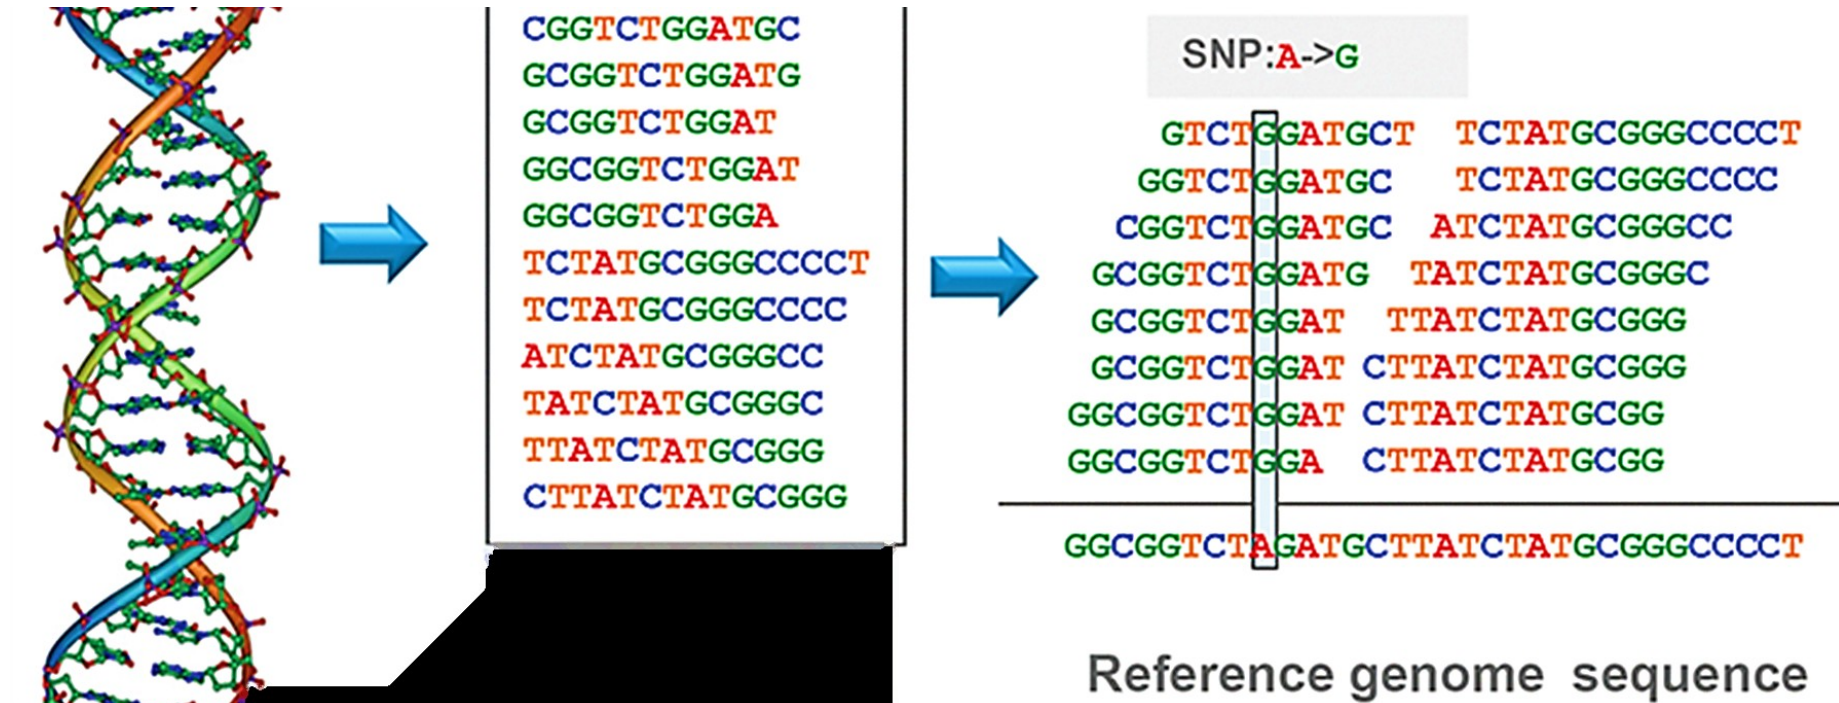 CGGTCTGGATGC
GCGGTCTGGATG
GCGGTCTGGAT
GGCGGTCTGGAT
GGCGGTCTGGA
TCTATGCGGGCCCCT
TCTATGCGGGCCCC
ATCTATGCGGGCC
TATCTATGCGGGC
TTATCTATGCGGG
CTTATCTATGCGGG
SNP:A->G
GTCTGGATGCT TCTATGCGGGCCCCT
GGTCTGGATGC TCTATGCGGGCCCC
CGGTCTGGATGC ATCTATGCGGGCC
GCGGTCTGGATG TATCTATGCGGGC
GCGGTCTGGAT TTATCTATGCGGG
GCGGTCTGGAT CTTATCTATGCGGG
GGCGGTCTGGAT CTTATCTATGCGG
GGCGGTCTGGA CTTATCTATGCGG
GGCGGTCTAGATGCTTATCTATGCGGGCCCCT
Reference genome sequence